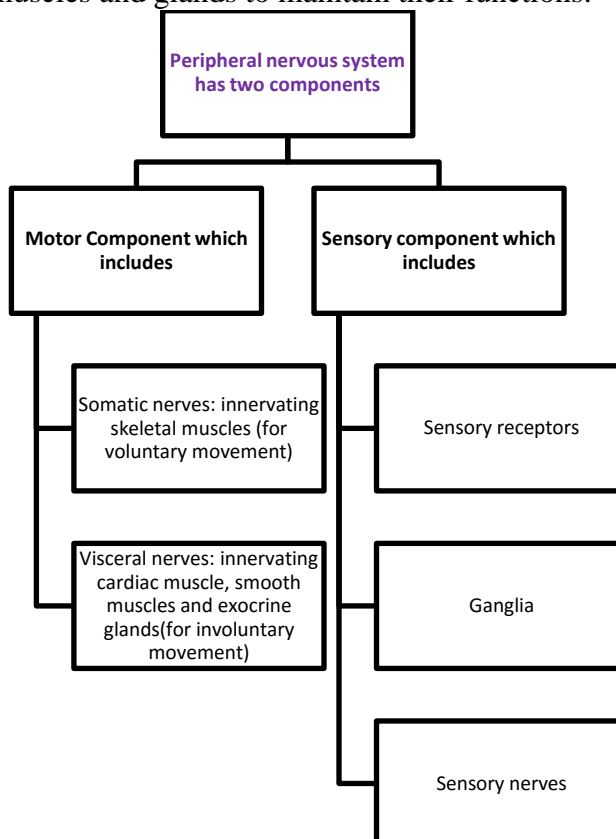 muscles and glands to maintain their functions.
Peripheral nervous system
has two components
Motor Component which
includes
Sensory component which
includes
Somatic nerves: innervating
skeletal muscles (for
voluntary movement)
Visceral nerves: innervating
cardiac muscle, smooth
muscles and exocrine
glands(for involuntary
movement)
Sensory receptors
Ganglia
Sensory nerves